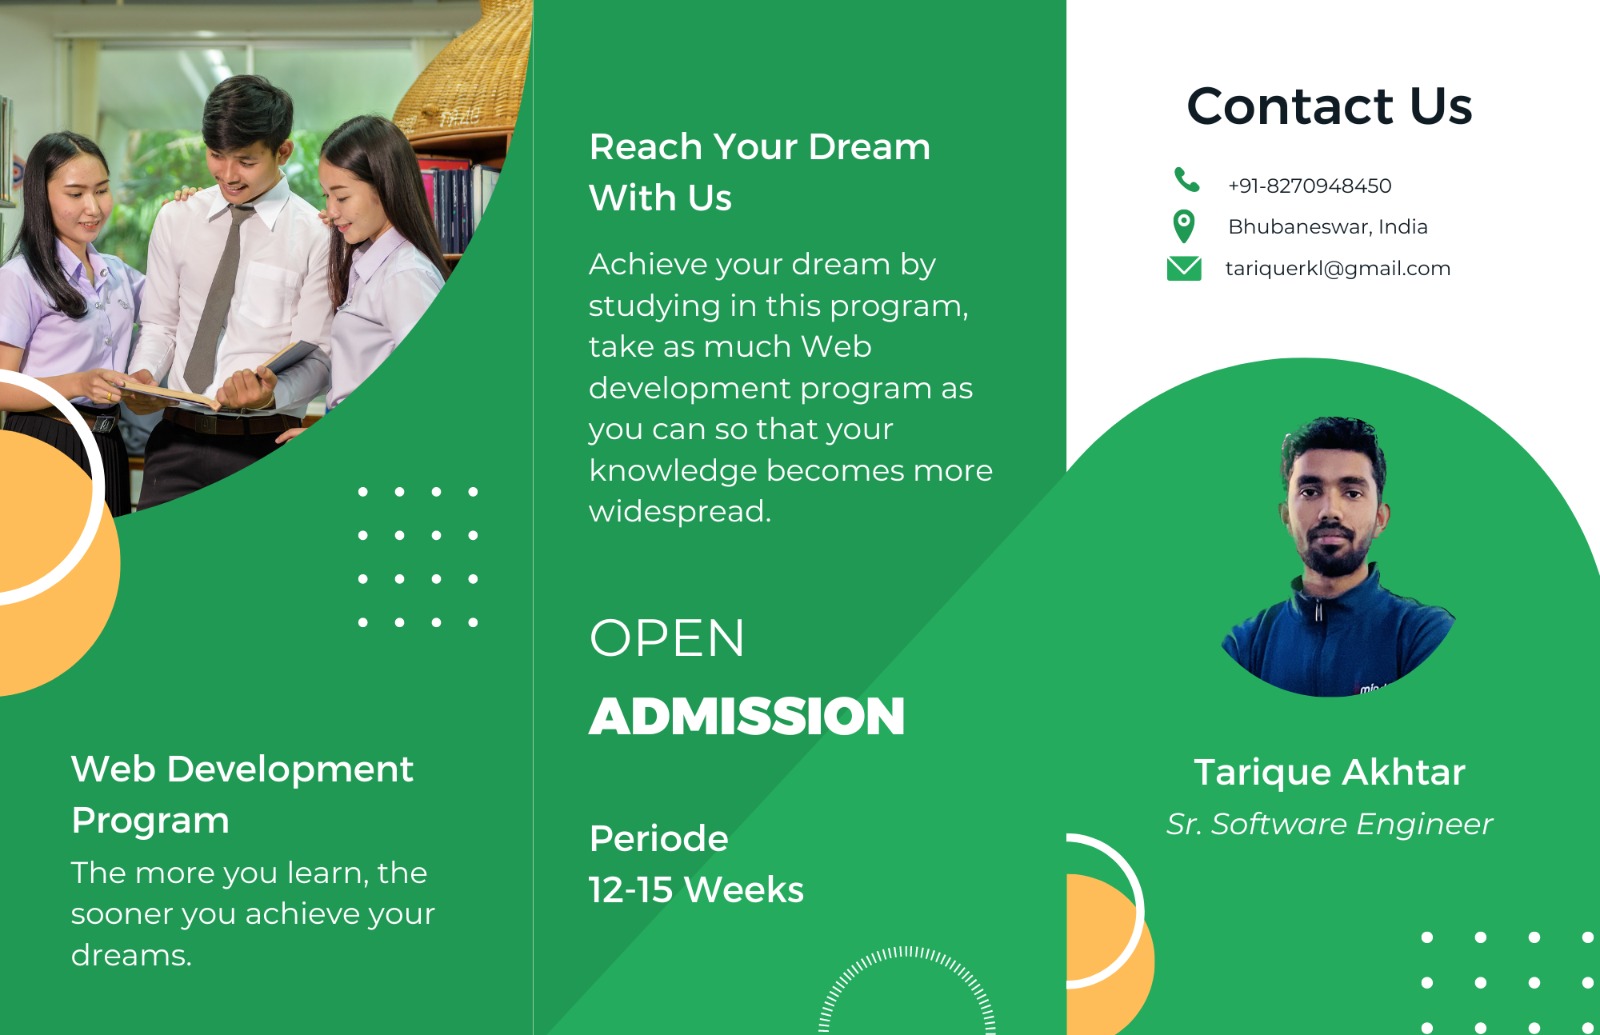 Web Development
Program
The more you learn, the
sooner you achieve your
dreams.
Reach Your Dream
With Us
Achieve your dream by
studying in this program,
take as much Web
development program as
you can so that your
knowledge becomes more
widespread.
OPEN
ADMISSION
Periode
12-15 Weeks
Contact Us
+91-8270948450
Bhubaneswar, India
tariquerkl@gmail.com
Tarique Akhtar
Sr. Software Engineer